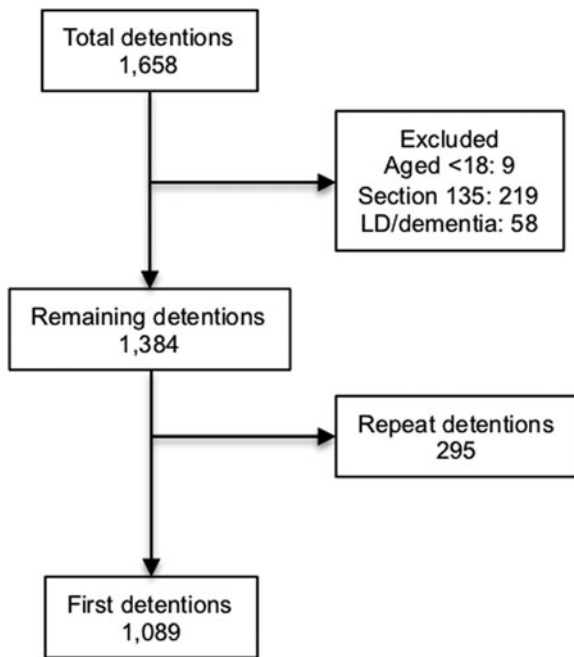 Total detentions
1,658
Excluded
Aged <18: 9
Section 135: 219
LD/dementia: 58
Remaining detentions
1,384
Repeat detentions
295
First detentions
1,089